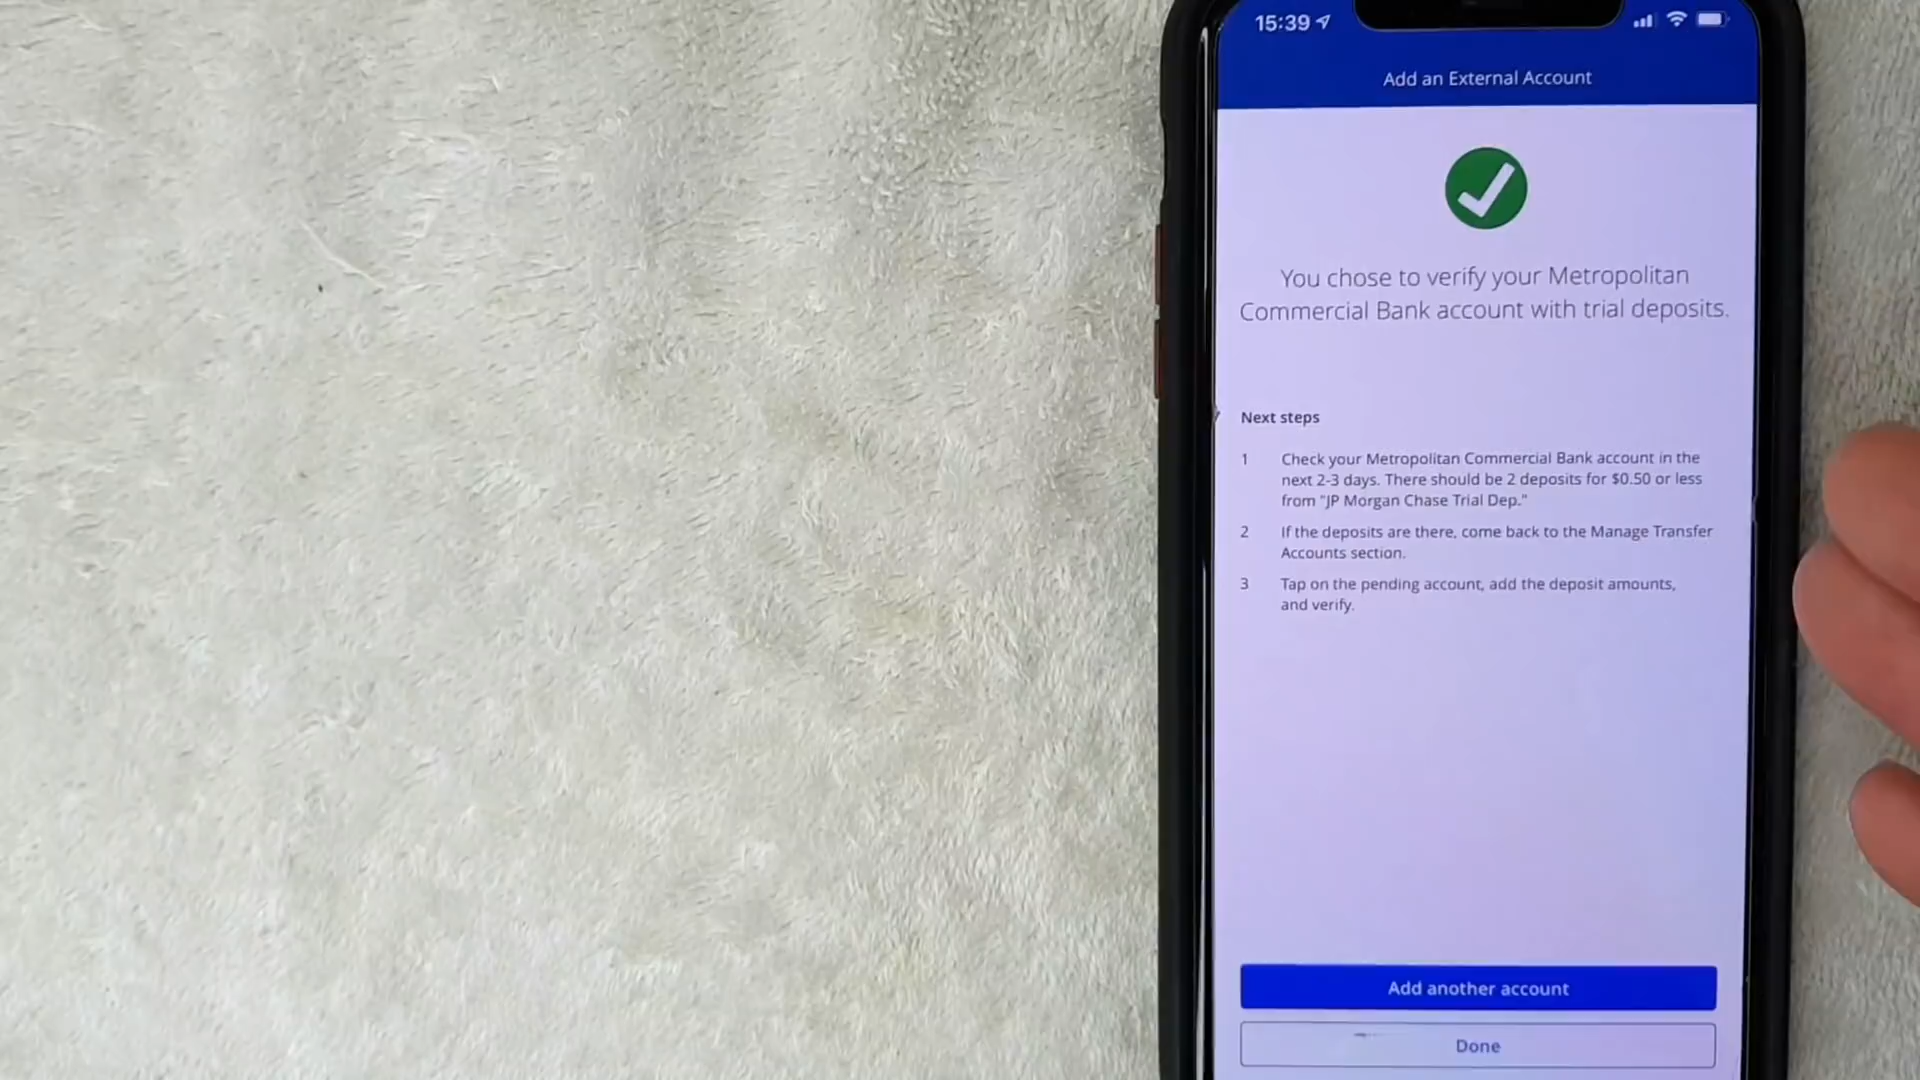 15:39
Add an External Account
You chose to verify your Metropolitan
Commercial Bank account with trial deposits.
Next steps
1 Check your Metropolitan Commercial Bank account in the
next 2-3 days. There should be 2 deposits for $0.50 or less
from "JP Morgan Chase Trial Dep."
2 If the deposits are there, come back to the Manage Transfer
Accounts section.
3 Tap on the pending account, add the deposit amounts,
and verify.
Add another account
Done